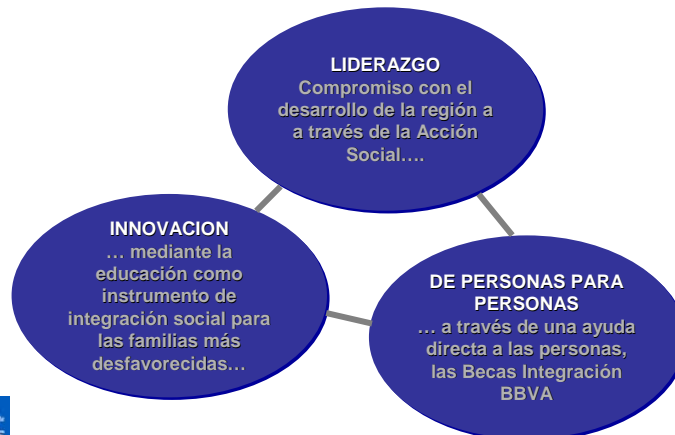 LIDERAZGO
Compromiso con el
desarrollo de la región a
a través de la Acción
Social….
INNOVACION
… mediante la
educación como
instrumento de
integración social para
las familias más
desfavorecidas…
DE PERSONAS PARA
PERSONAS
… a través de una ayuda
directa a las personas,
las Becas Integración
BBVA